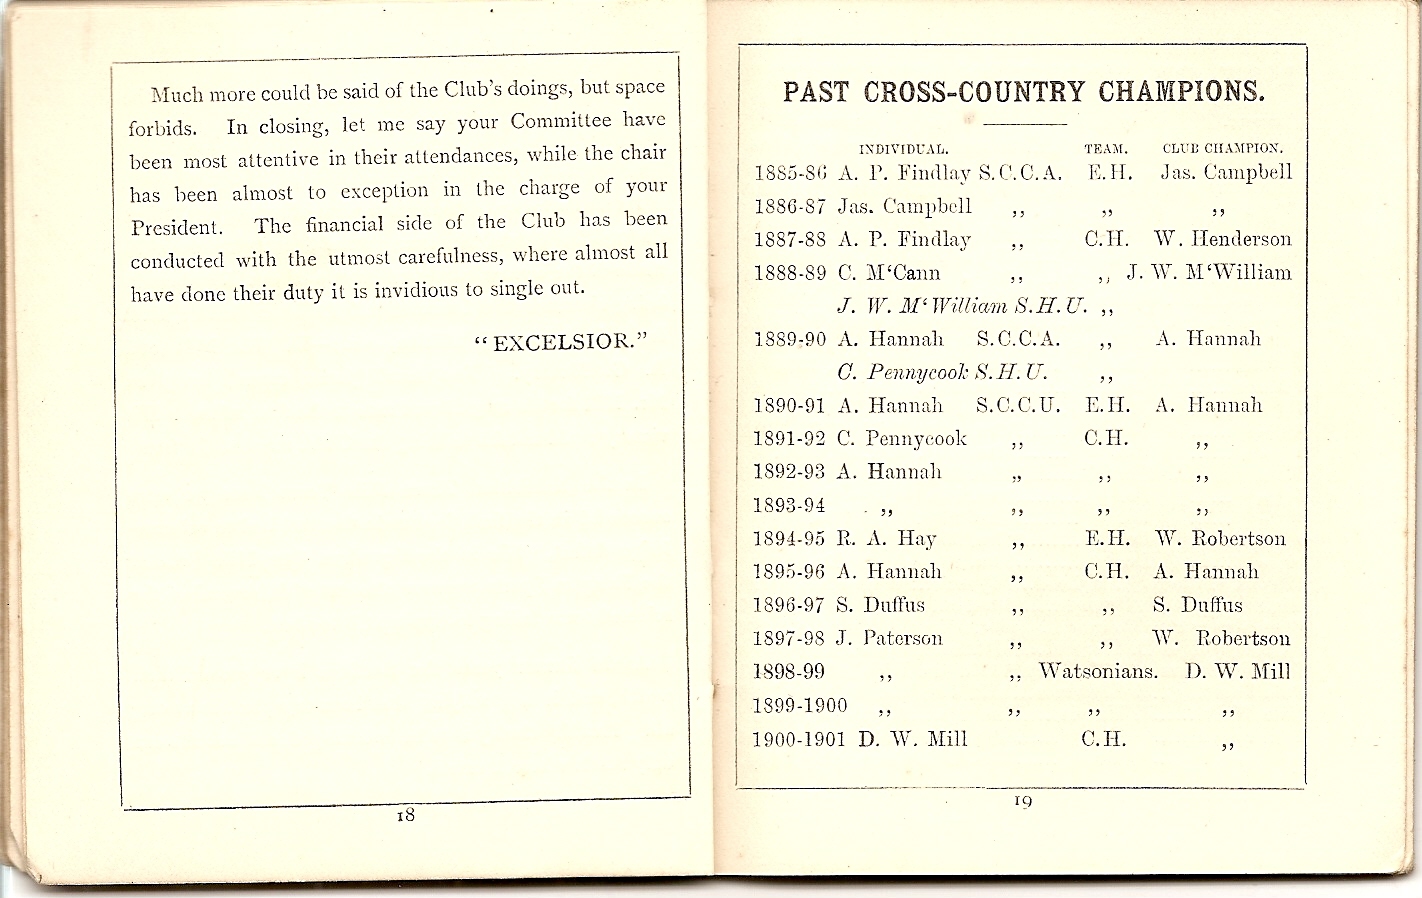 Much more could be said of the Club's doings, but space
forbids. In closing, let me say your Committee have
been most attentive in their attendances, while the chair
has been almost to exception in the charge of your
President. The financial side of the Club has been
conducted with the utmost carefulness, where almost all
have done their duty it is invidious to single out.
“EXCELSIOR.”
18
PAST CROSS-COUNTRY CHAMPIONS.
INDIVIDUAL. TEAM. CLUB CHAMPION.
1885-86 A. P. Findlay S.C.C.A. E.H. Jas. Campbell
1886-87 Jas. Campbell ,, ,, ,,
1887-88 A. P. Findlay ,, C.H. W. Henderson
1888-89 C. M‘Cann ,, ,, J. W. M‘William
J. W. M‘William S.H.U. ,,
1889-90 A. Hannah S.C.C.A. ,, A. Hannah
C. Pennycook S.H.U. ,,
1890-91 A. Hannah S.C.C.U. E.H. A. Hannah
1891-92 C. Pennycook ,, C.H. ,,
1892-93 A. Hannah ,, ,, ,,
1893-94 ,, ,, ,, ,,
1894-95 R. A. Hay ,, E.H. W. Robertson
1895-96 A. Hannah ,, C.H. A. Hannah
1896-97 S. Duffus ,, ,, S. Duffus
1897-98 J. Paterson ,, ,, W. Robertson
1898-99 ,, ,, Watsonians. D. W. Mill
1899-1900 ,, ,, ,, ,,
1900-1901 D. W. Mill C.H. ,,
19